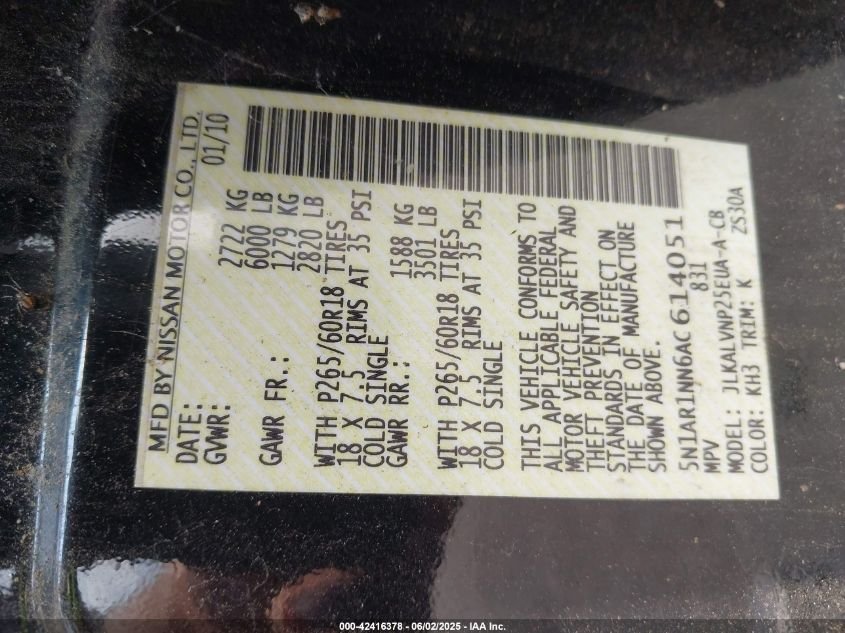 MFD BY NISSAN MOTOR CO., LTD.
DATE: 01/10
GVWR: 2722 KG
6000 LB
GAWR FR.: 1279 KG
2820 LB
WITH P265/60R18 TIRES
18 X 7.5 RIMS AT 35 PSI
COLD SINGLE
GAWR RR.: 1588 KG
3501 LB
WITH P265/60R18 TIRES
18 X 7.5 RIMS AT 35 PSI
COLD SINGLE
THIS VEHICLE CONFORMS TO
ALL APPLICABLE FEDERAL
MOTOR VEHICLE SAFETY AND
THEFT PREVENTION
STANDARDS IN EFFECT ON
THE DATE OF MANUFACTURE
SHOWN ABOVE.
5N1AR1NN6AC614051
MPV 831
MODEL: JLKALVNP25EUA-A-CB
COLOR: KH3 TRIM: K ZS30A
000-42416378 - 06/02/2025 - IAA Inc.